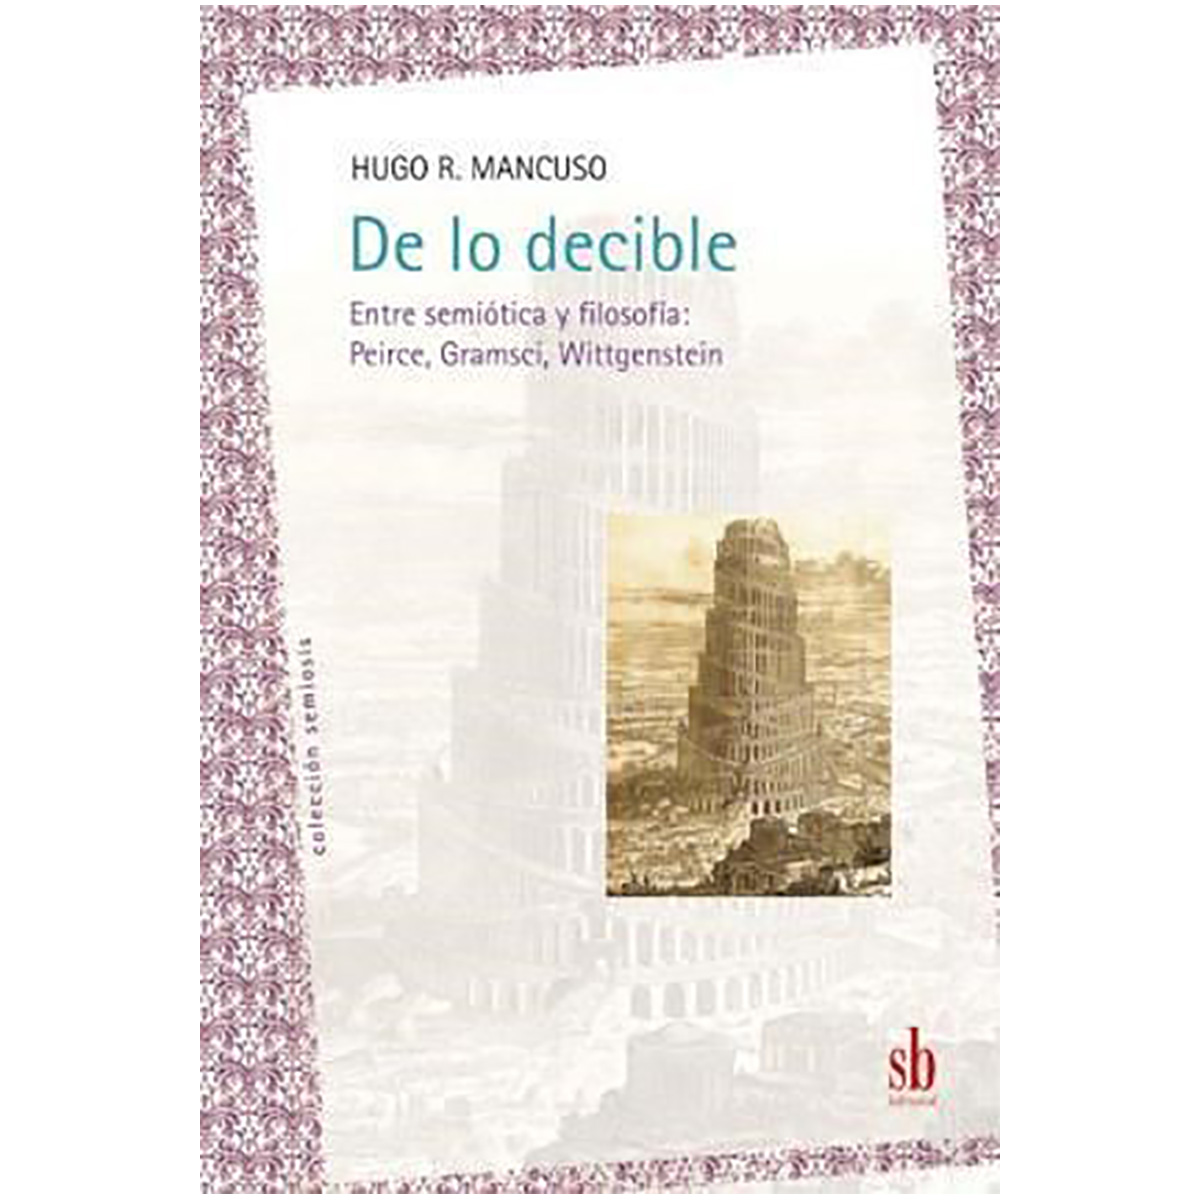 HUGO R. MANCUSO
De lo decible
Entre semiótica y filosofía:
Peirce, Gramsci, Wittgenstein
colección semiosis
sb